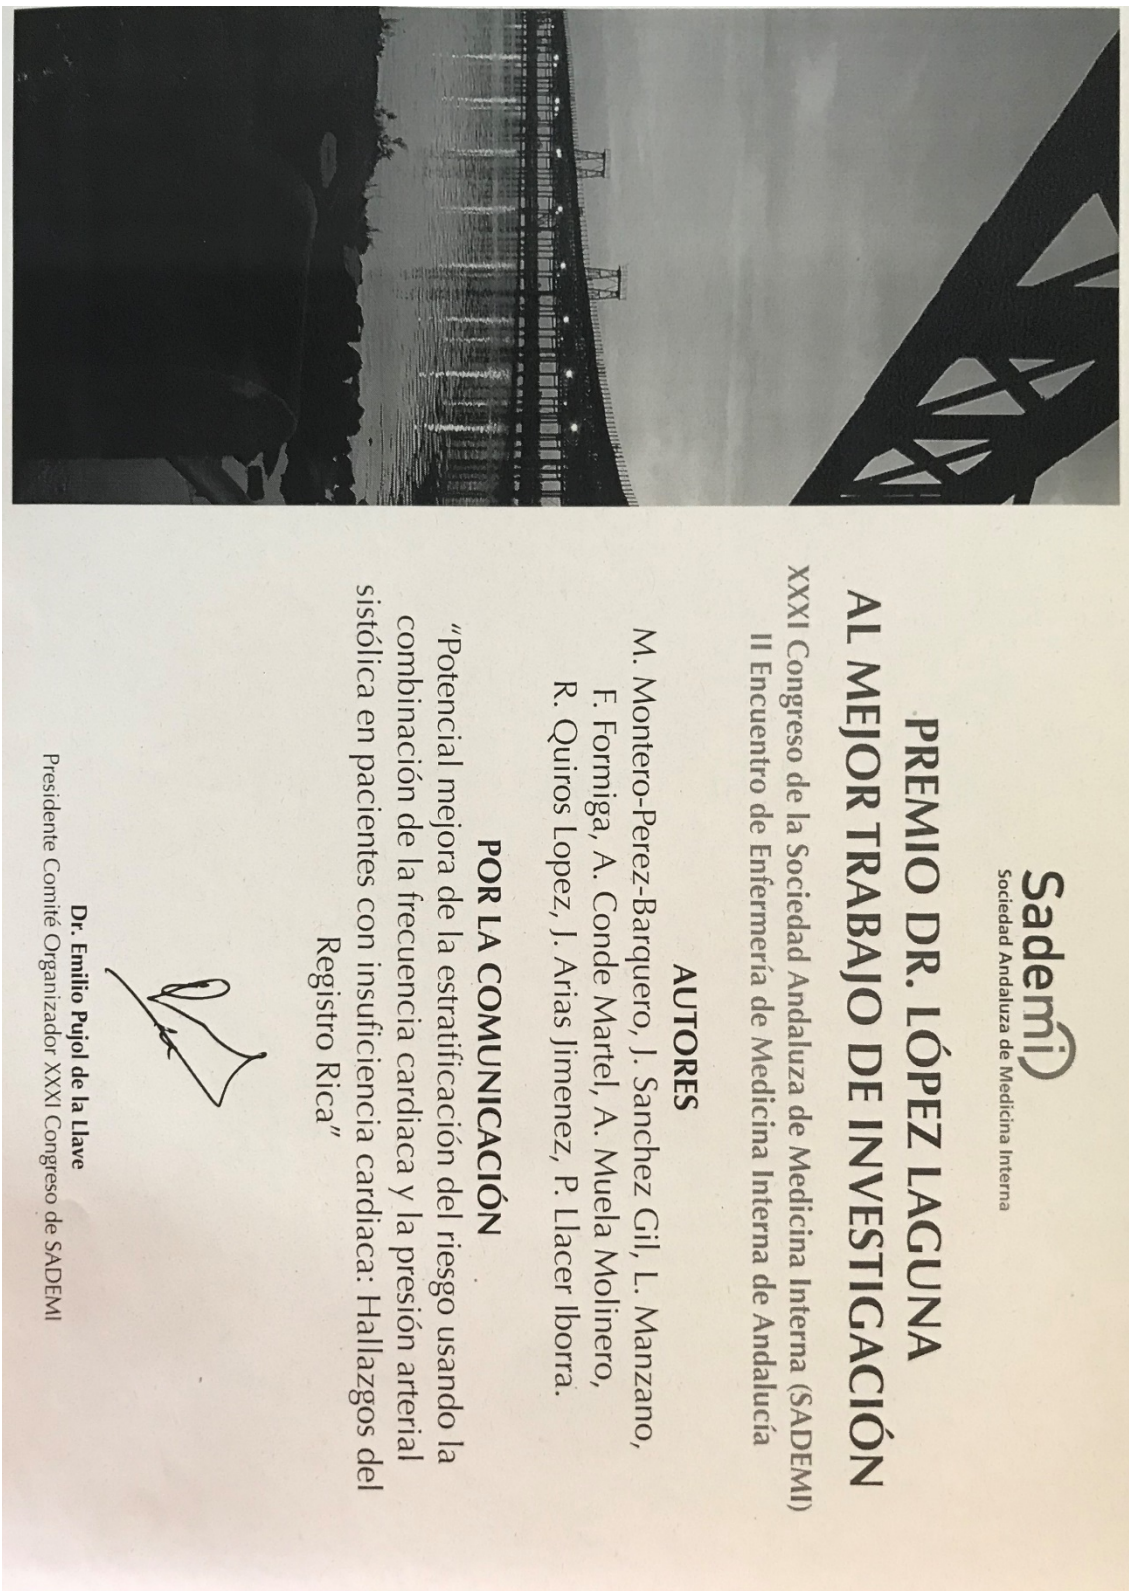 Sademi
Sociedad Andaluza de Medicina Interna
PREMIO DR. LÓPEZ LAGUNA
AL MEJOR TRABAJO DE INVESTIGACIÓN
XXXI Congreso de la Sociedad Andaluza de Medicina Interna (SADEMI)
II Encuentro de Enfermería de Medicina Interna de Andalucía
AUTORES
M. Montero-Perez-Barquero, J. Sanchez Gil, L. Manzano,
F. Formiga, A. Conde Martel, A. Muela Molinero,
R. Quiros Lopez, J. Arias Jimenez, P. Llacer Iborra.
POR LA COMUNICACIÓN
“Potencial mejora de la estratificación del riesgo usando la
combinación de la frecuencia cardiaca y la presión arterial
sistólica en pacientes con insuficiencia cardiaca: Hallazgos del
Registro Rica”
Dr. Emilio Pujol de la Llave
Presidente Comité Organizador XXXI Congreso de SADEMI